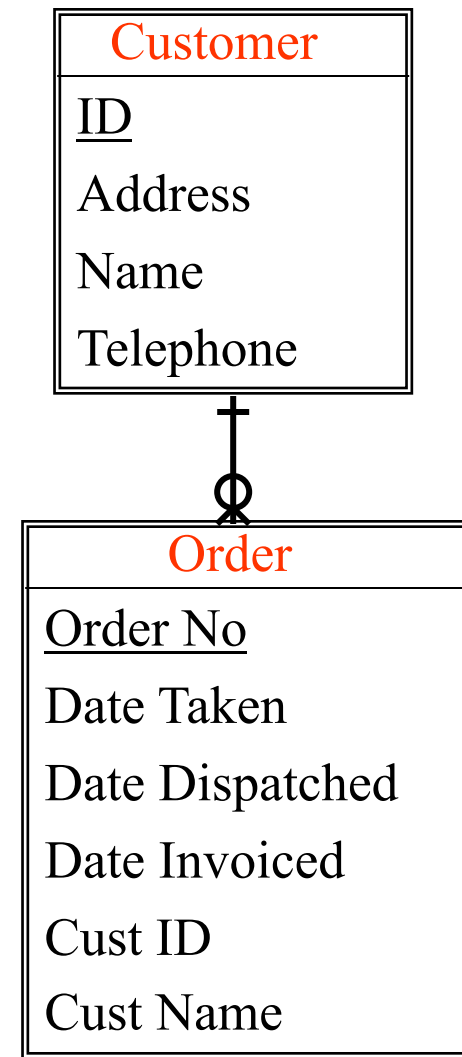 Customer
ID
Address
Name
Telephone
Order
Order No
Date Taken
Date Dispatched
Date Invoiced
Cust ID
Cust Name